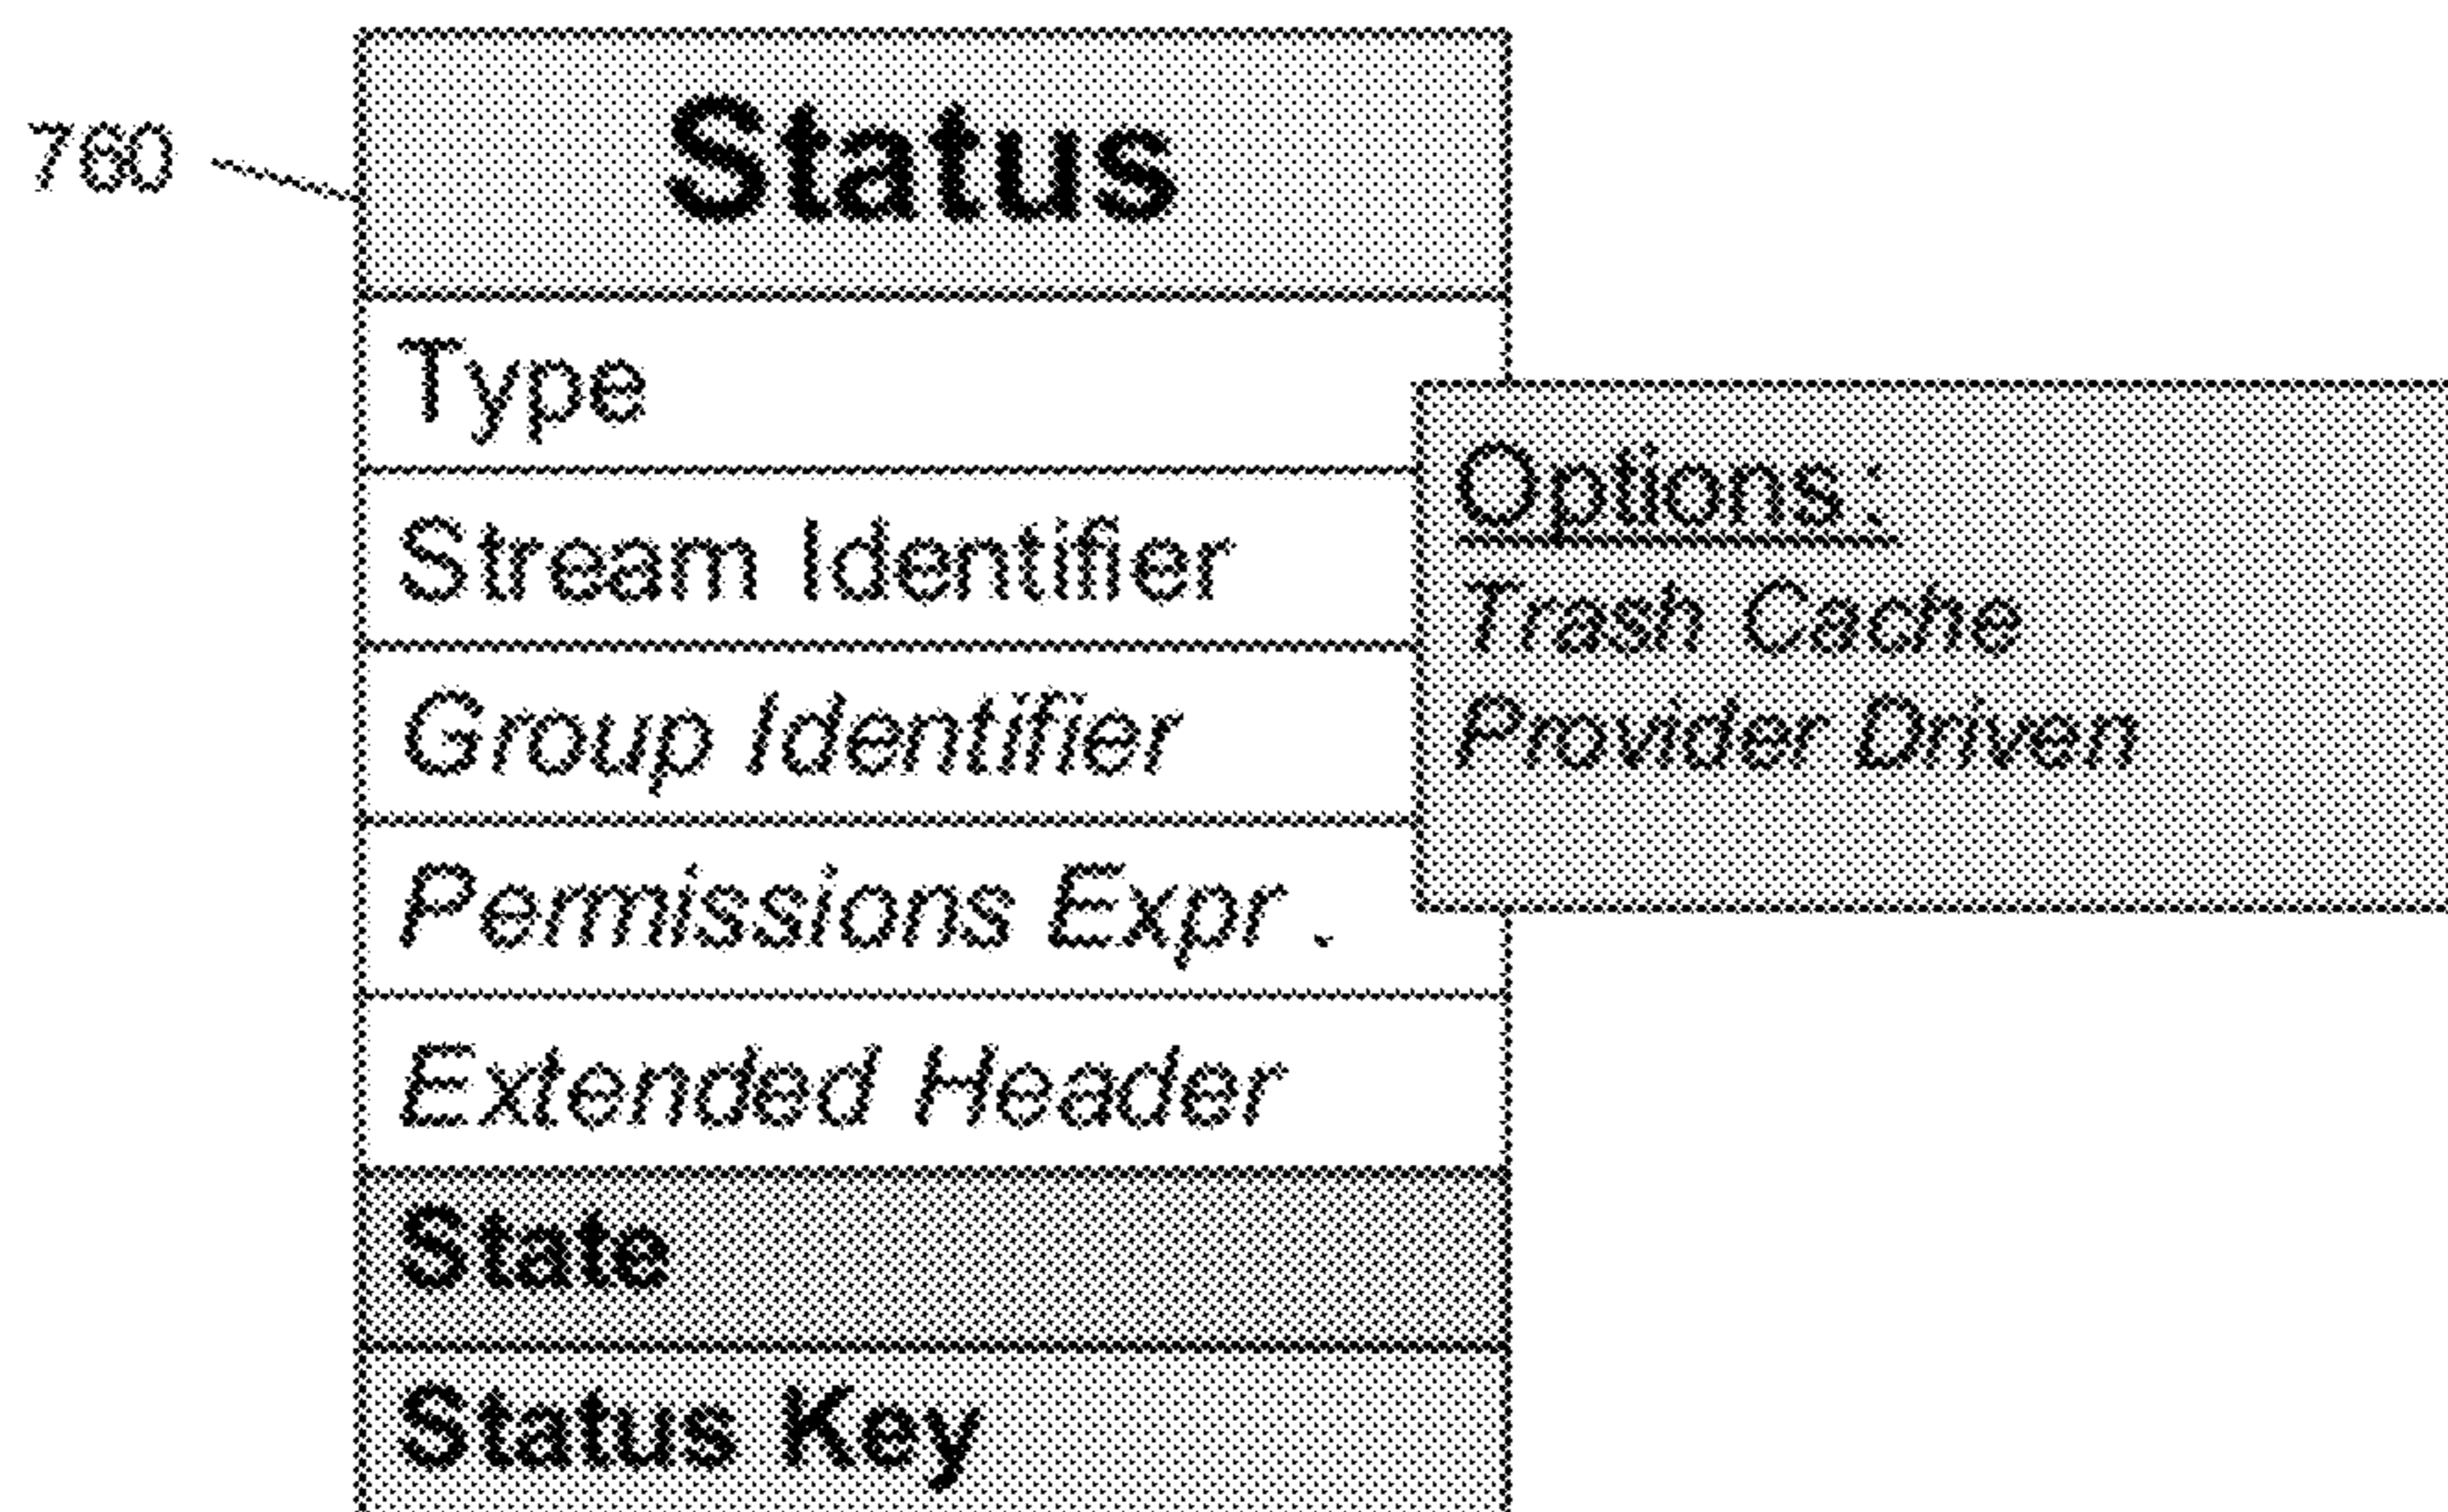 760
Status
Type
Stream Identifier
Group Identifier
Permissions Expr.
Extended Header
State
Status Key
Options:
Trash Cache
Provider Driven